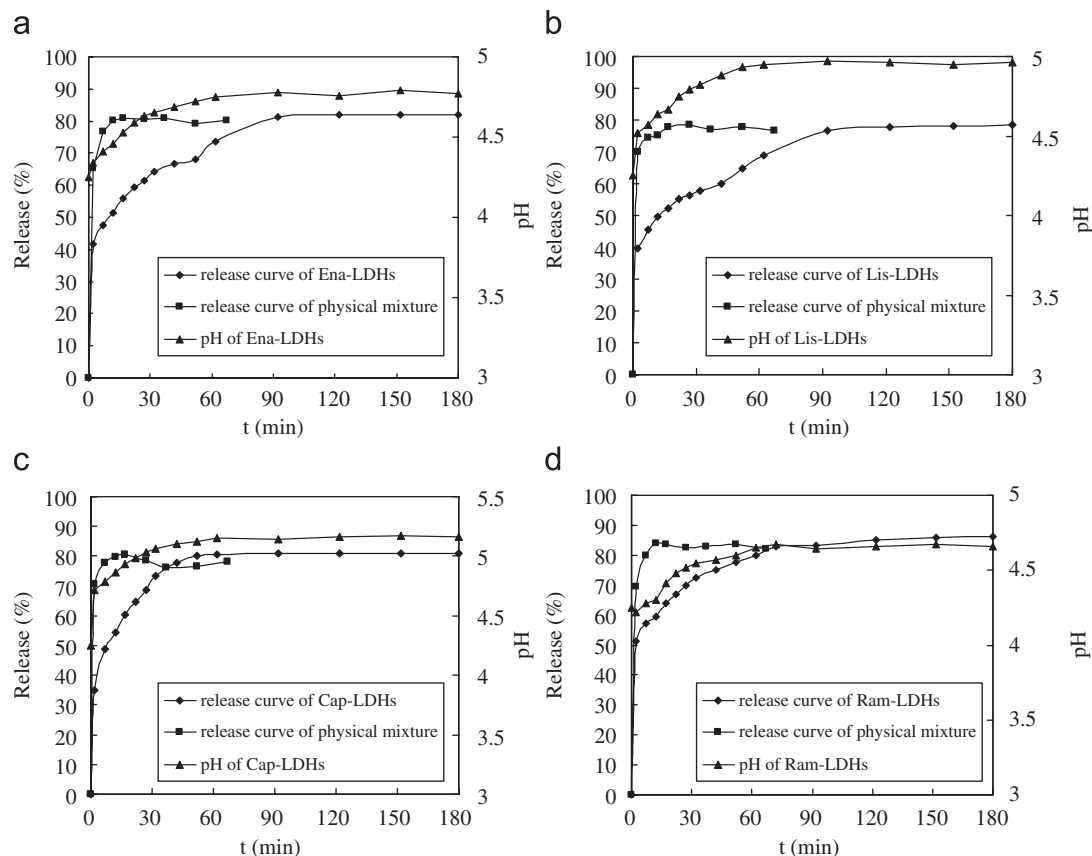 a
100
90
80
70
60
50
40
30
20
10
0
Release (%)
5
4.5
4
3.5
3
pH
release curve of Ena-LDHs
release curve of physical mixture
pH of Ena-LDHs
0 30 60 90 120 150 180
t (min)
b
100
90
80
70
60
50
40
30
20
10
0
Release (%)
5
4.5
4
3.5
3
pH
release curve of Lis-LDHs
release curve of physical mixture
pH of Lis-LDHs
0 30 60 90 120 150 180
t (min)
c
100
90
80
70
60
50
40
30
20
10
0
Release (%)
5.5
5
4.5
4
3.5
3
pH
release curve of Cap-LDHs
release curve of physical mixture
pH of Cap-LDHs
0 30 60 90 120 150 180
t (min)
d
100
90
80
70
60
50
40
30
20
10
0
Release (%)
5
4.5
4
3.5
3
pH
release curve of Ram-LDHs
release curve of physical mixture
pH of Ram-LDHs
0 30 60 90 120 150 180
t (min)